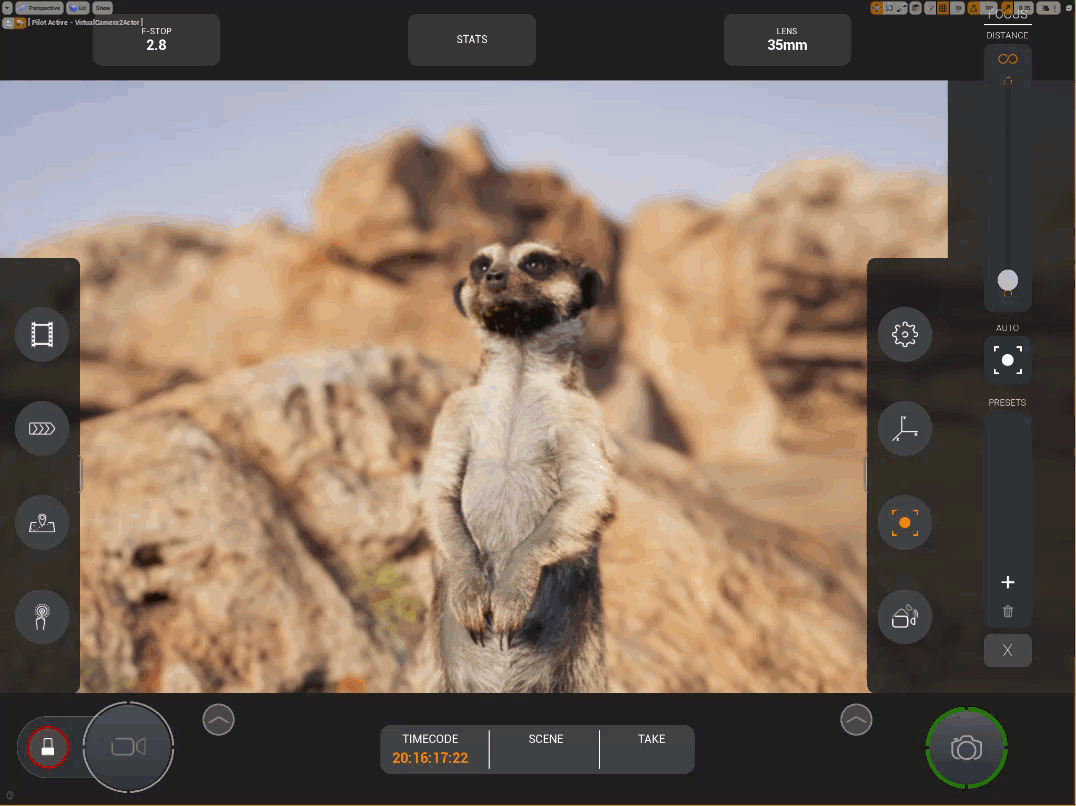 Perspective
Lit
Show
[ Pilot Active - VirtualCamera2Actor ]
F-STOP
2.8
STATS
LENS
35mm
FOCUS
DISTANCE
AUTO
PRESETS
X
TIMECODE
20:16:17:22
SCENE
TAKE